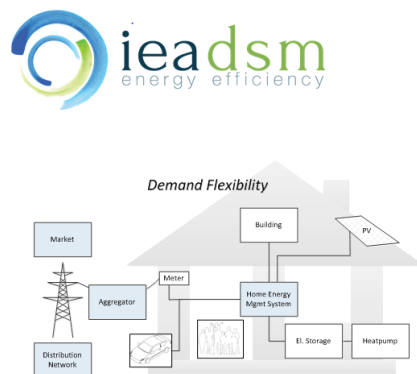 ieadsm
energy efficiency
Demand Flexibility
Building
PV
Market
Meter
Aggregator
Home Energy
Mgmt System
El. Storage
Heatpump
Distribution
Network